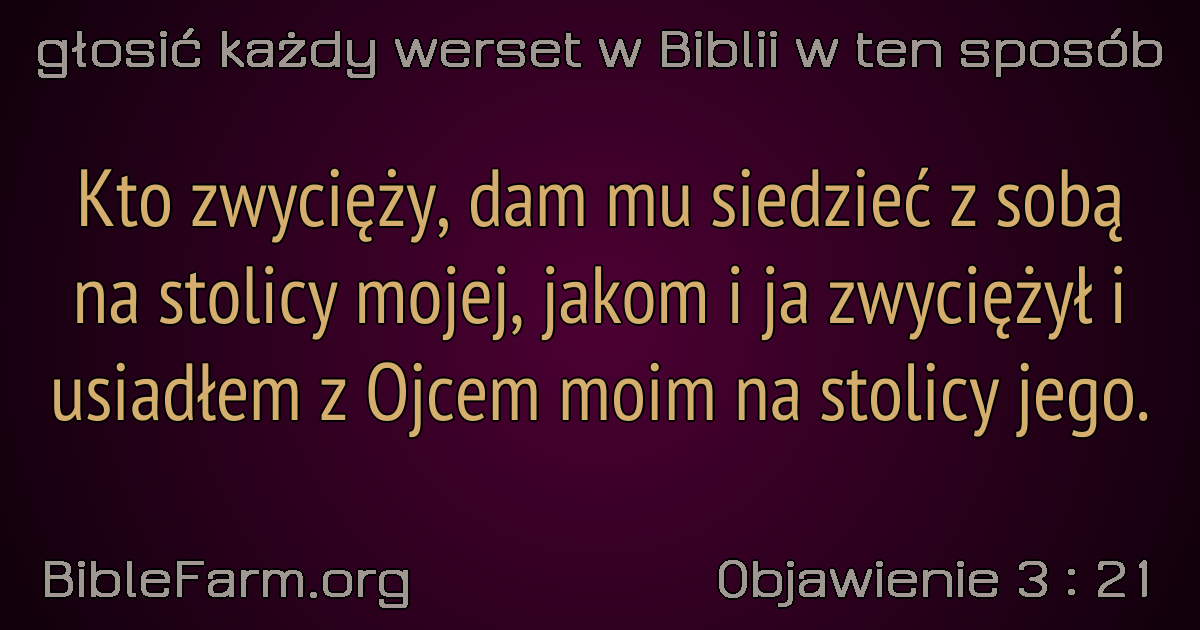 głosić każdy werset w Biblii w ten sposób
Kto zwycięży, dam mu siedzieć z sobą
na stolicy mojej, jakom i ja zwyciężył i
usiadłem z Ojcem moim na stolicy jego.
BibleFarm.org
Objawienie 3 : 21